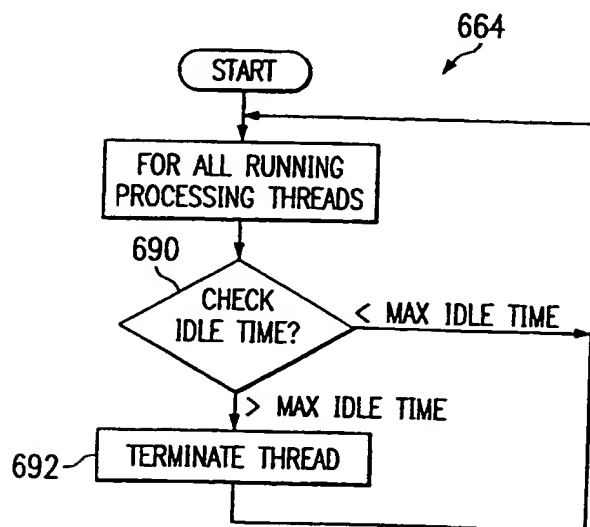 664
START
FOR ALL RUNNING
PROCESSING THREADS
690
CHECK
IDLE TIME?
< MAX IDLE TIME
> MAX IDLE TIME
692
TERMINATE THREAD